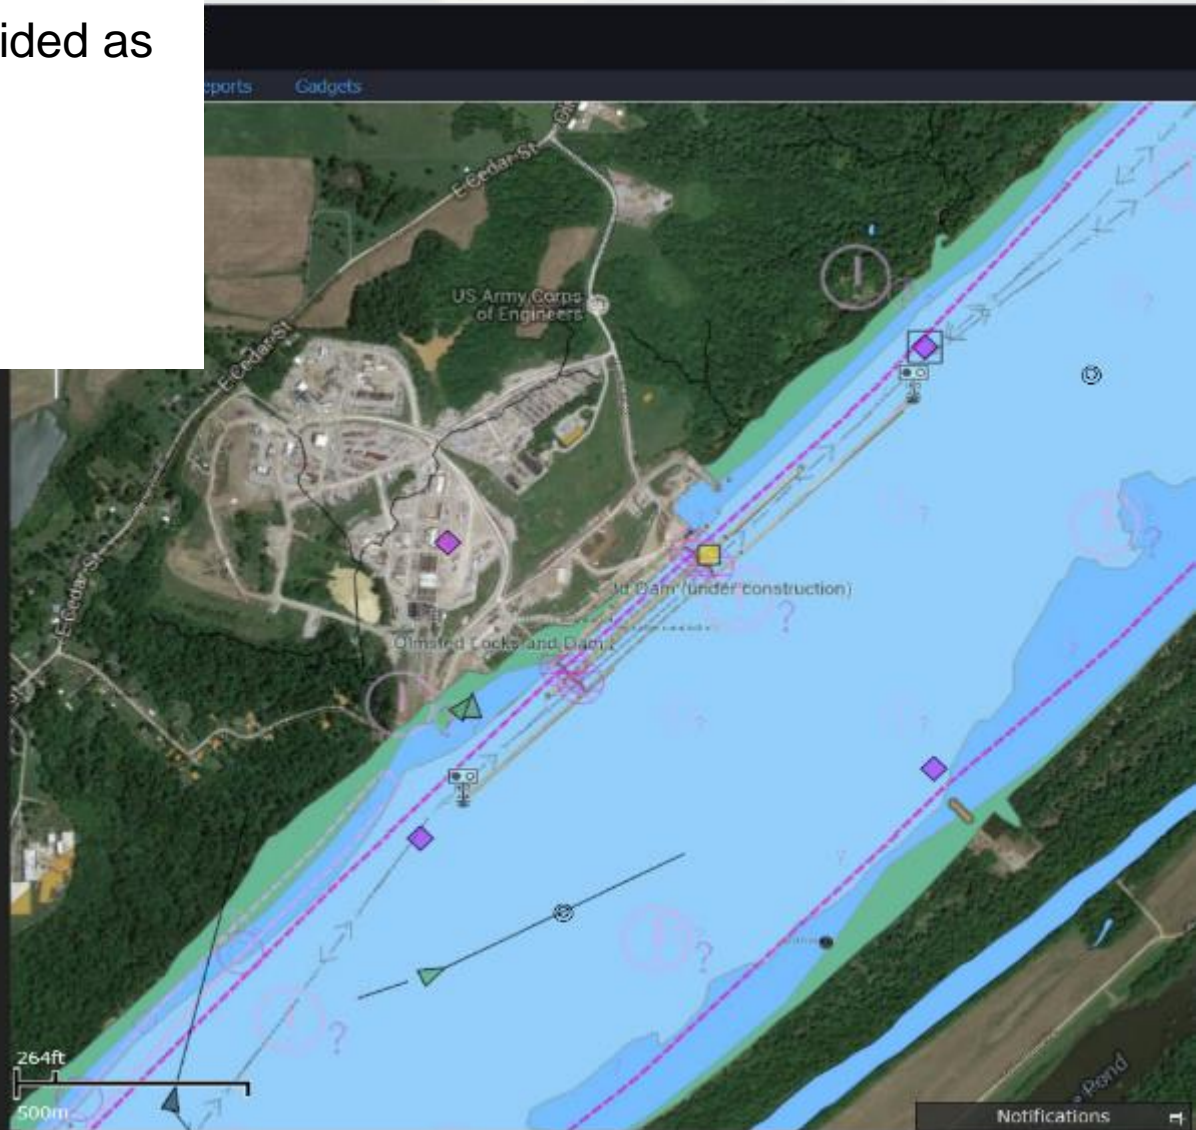 ided as
eports Gadgets
E Cedar St
US Army Corps
of Engineers
E Cedar St
E Cedar St
ld Dam (under construction)
?
Olmsted Locks and Dam
?
?
?
264ft
500m
Pond
Notifications